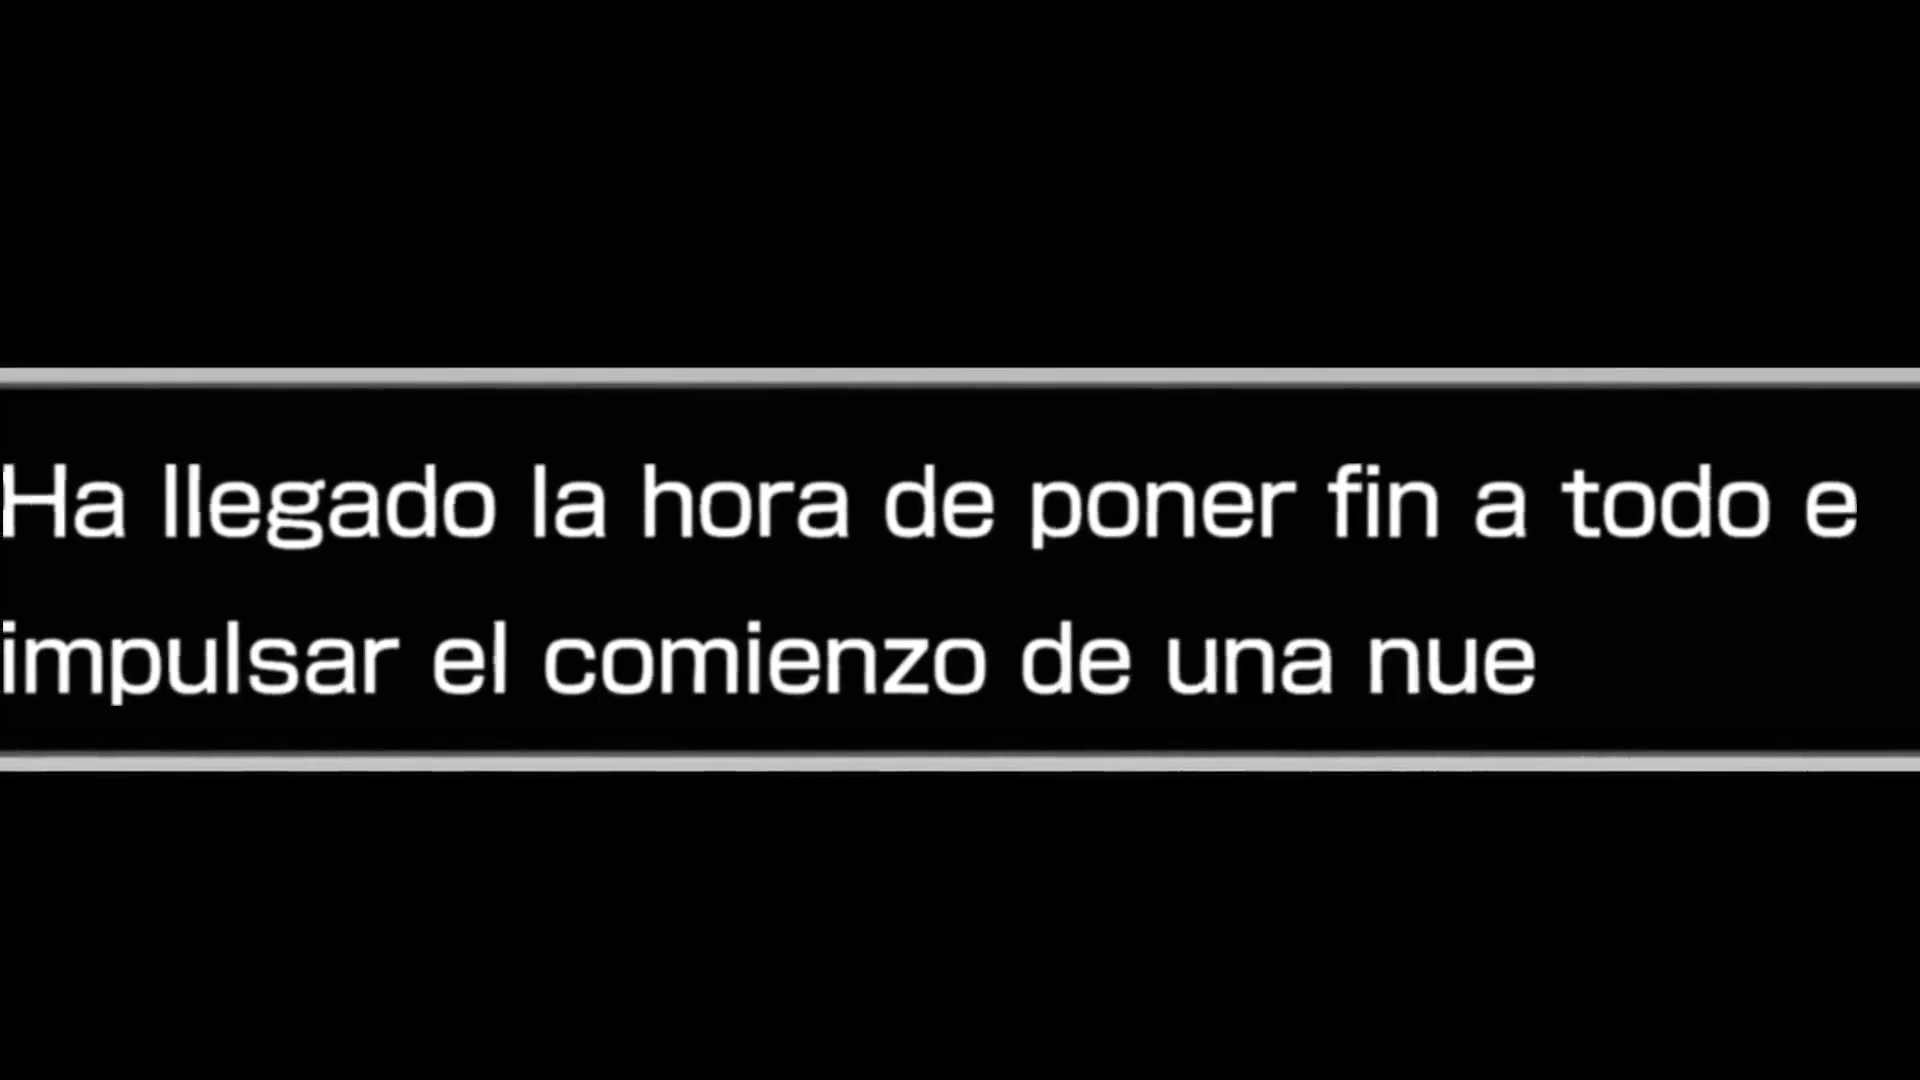 Ha llegado la hora de poner fin a todo e
impulsar el comienzo de una nue